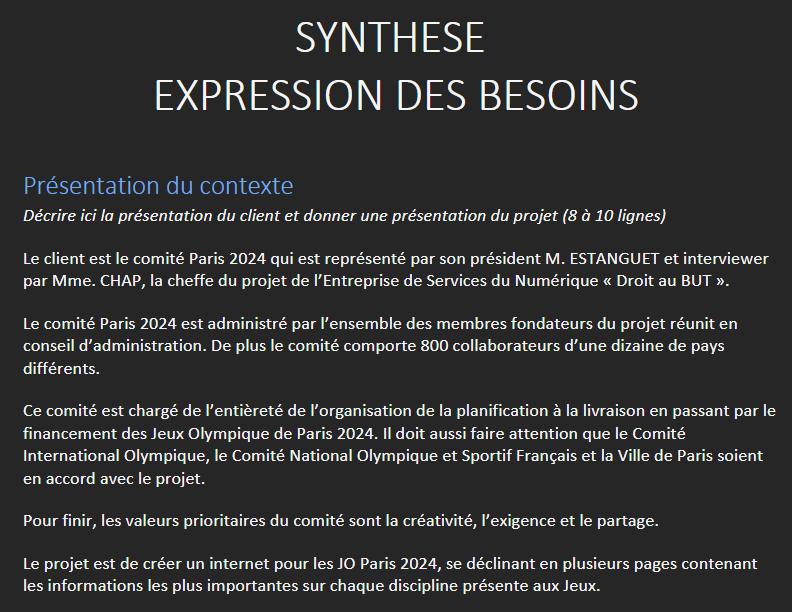 SYNTHESE
EXPRESSION DES BESOINS
Présentation du contexte
Décrire ici la présentation du client et donner une présentation du projet (8 à 10 lignes)
Le client est le comité Paris 2024 qui est représenté par son président M. ESTANGUET et interviewer
par Mme. CHAP, la cheffe du projet de l’Entreprise de Services du Numérique « Droit au BUT ».
Le comité Paris 2024 est administré par l’ensemble des membres fondateurs du projet réunit en
conseil d’administration. De plus le comité comporte 800 collaborateurs d’une dizaine de pays
différents.
Ce comité est chargé de l’entièreté de l’organisation de la planification à la livraison en passant par le
financement des Jeux Olympique de Paris 2024. Il doit aussi faire attention que le Comité
International Olympique, le Comité National Olympique et Sportif Français et la Ville de Paris soient
en accord avec le projet.
Pour finir, les valeurs prioritaires du comité sont la créativité, l’exigence et le partage.
Le projet est de créer un internet pour les JO Paris 2024, se déclinant en plusieurs pages contenant
les informations les plus importantes sur chaque discipline présente aux Jeux.